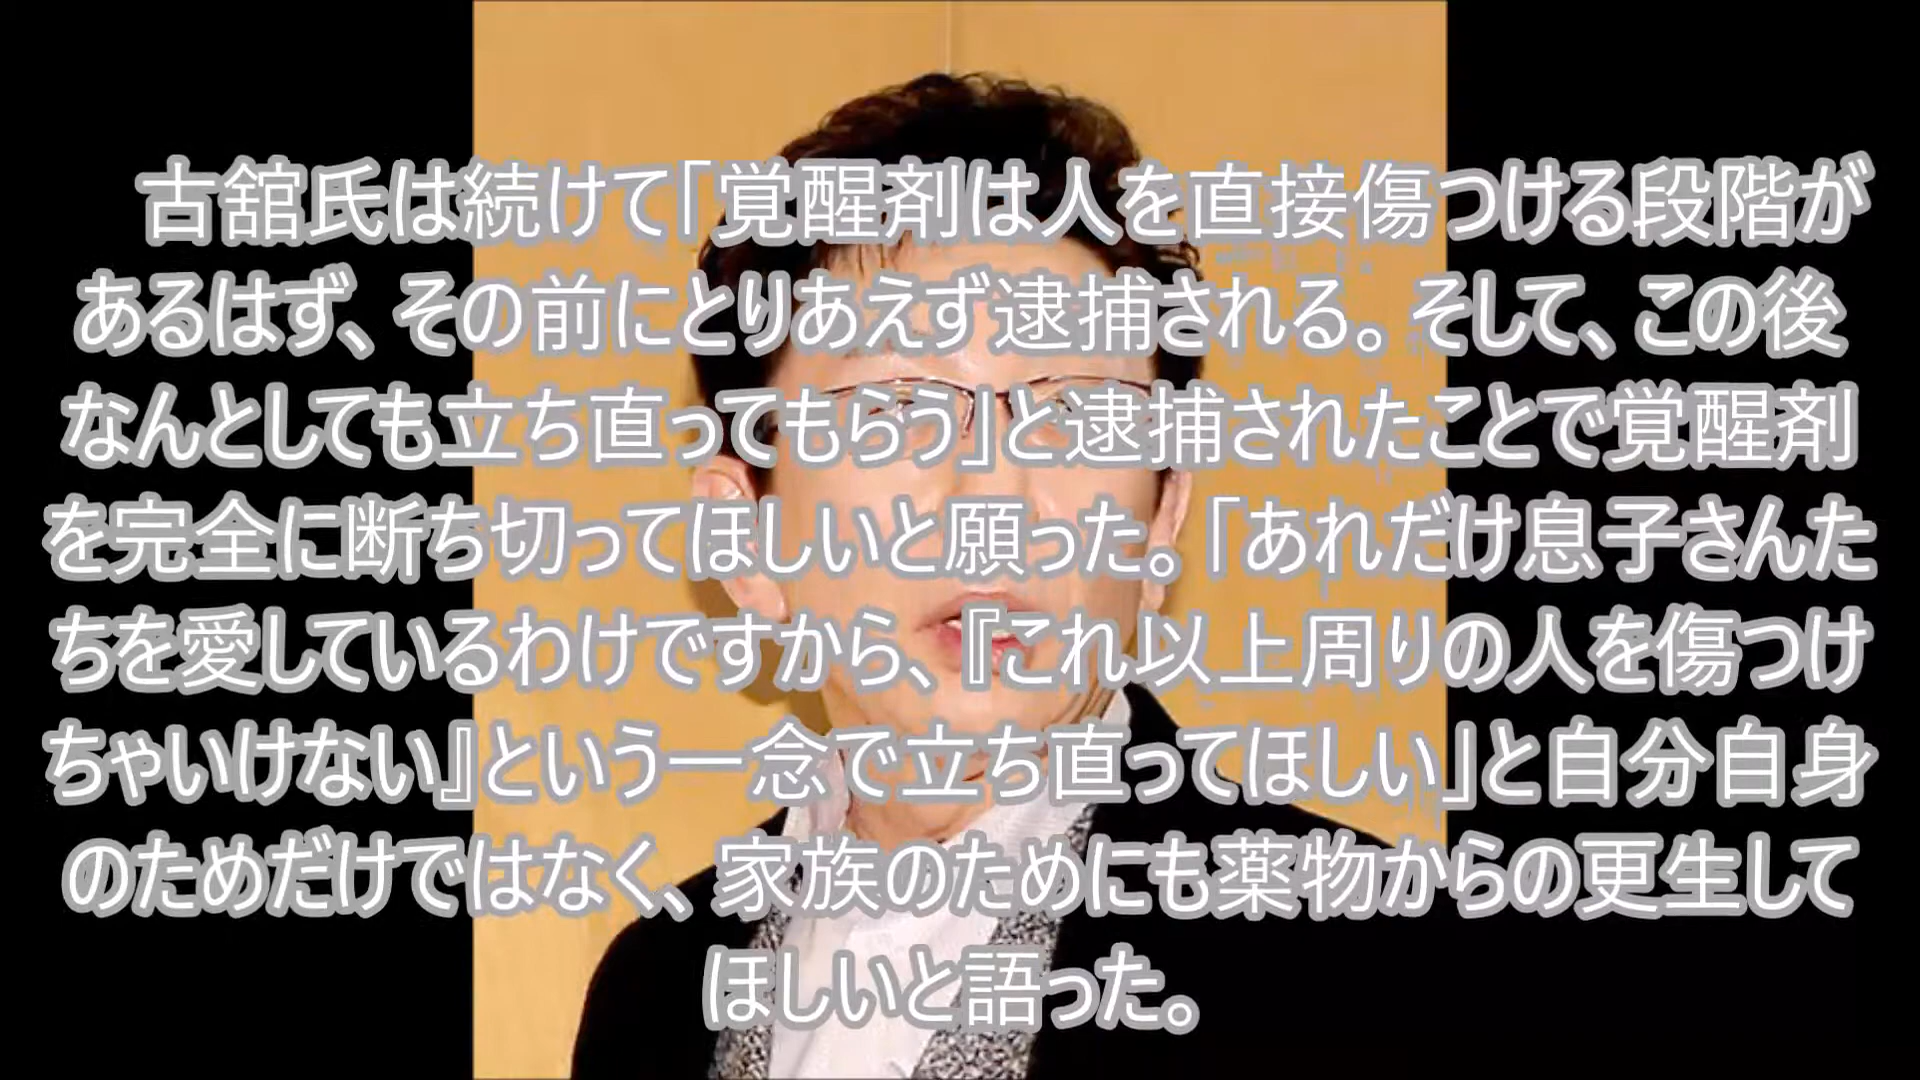 古舘氏は続けて「覚醒剤は人を直接傷つける段階が
あるはず、その前にとりあえず逮捕される。そして、この後
なんとしても立ち直ってもらう」と逮捕されたことで覚醒剤
を完全に断ち切ってほしいと願った。「あれだけ息子さんた
ちを愛しているわけですから、『これ以上周りの人を傷つけ
ちゃいけない』という一念で立ち直ってほしい」と自分自身
のためだけではなく、家族のためにも薬物からの更生して
ほしいと語った。